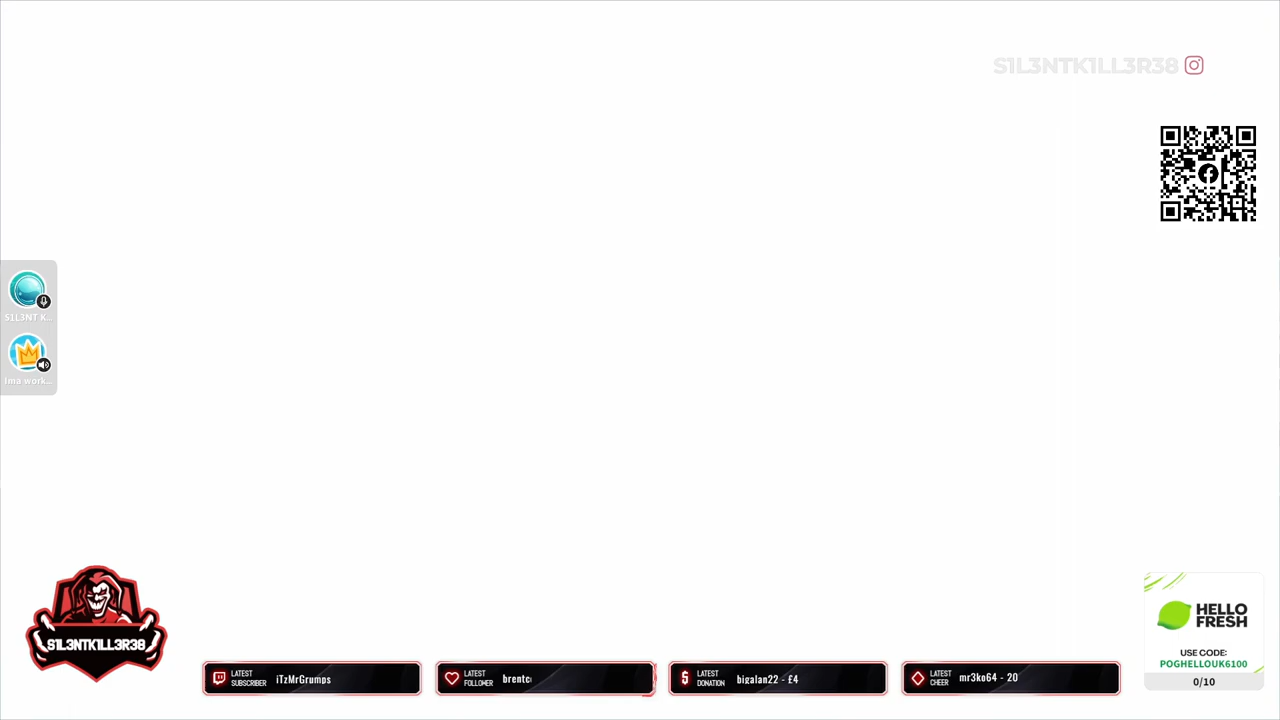 S1L3NTK1LL3R38
S1L3NT K...
Ima work...
S1L3NTK1LL3R38
LATEST SUBSCRIBER iTzMrGrumps
LATEST FOLLOWER brentc
LATEST DONATION bigalan22 - £4
LATEST CHEER mr3ko64 - 20
HELLO
FRESH
USE CODE:
POGHELLOUK6100
0/10